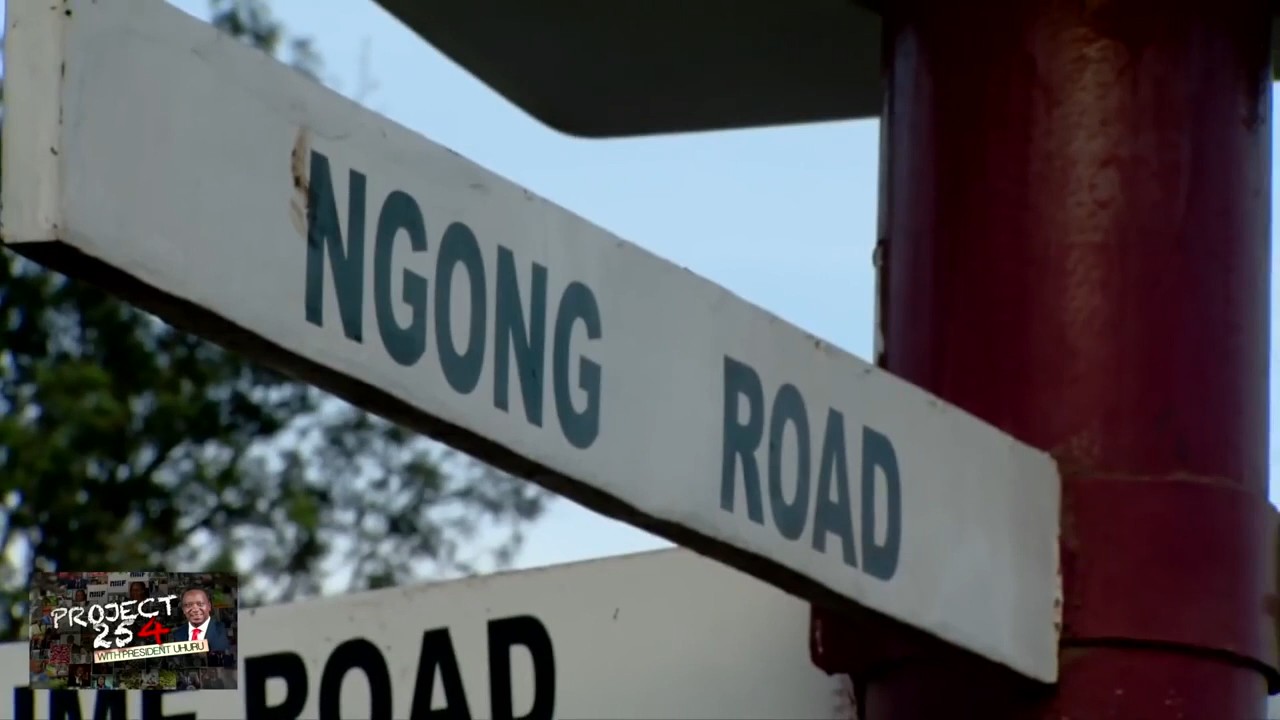 NGONG ROAD
ROAD
PROJECT
254
WITH PRESIDENT UHURU